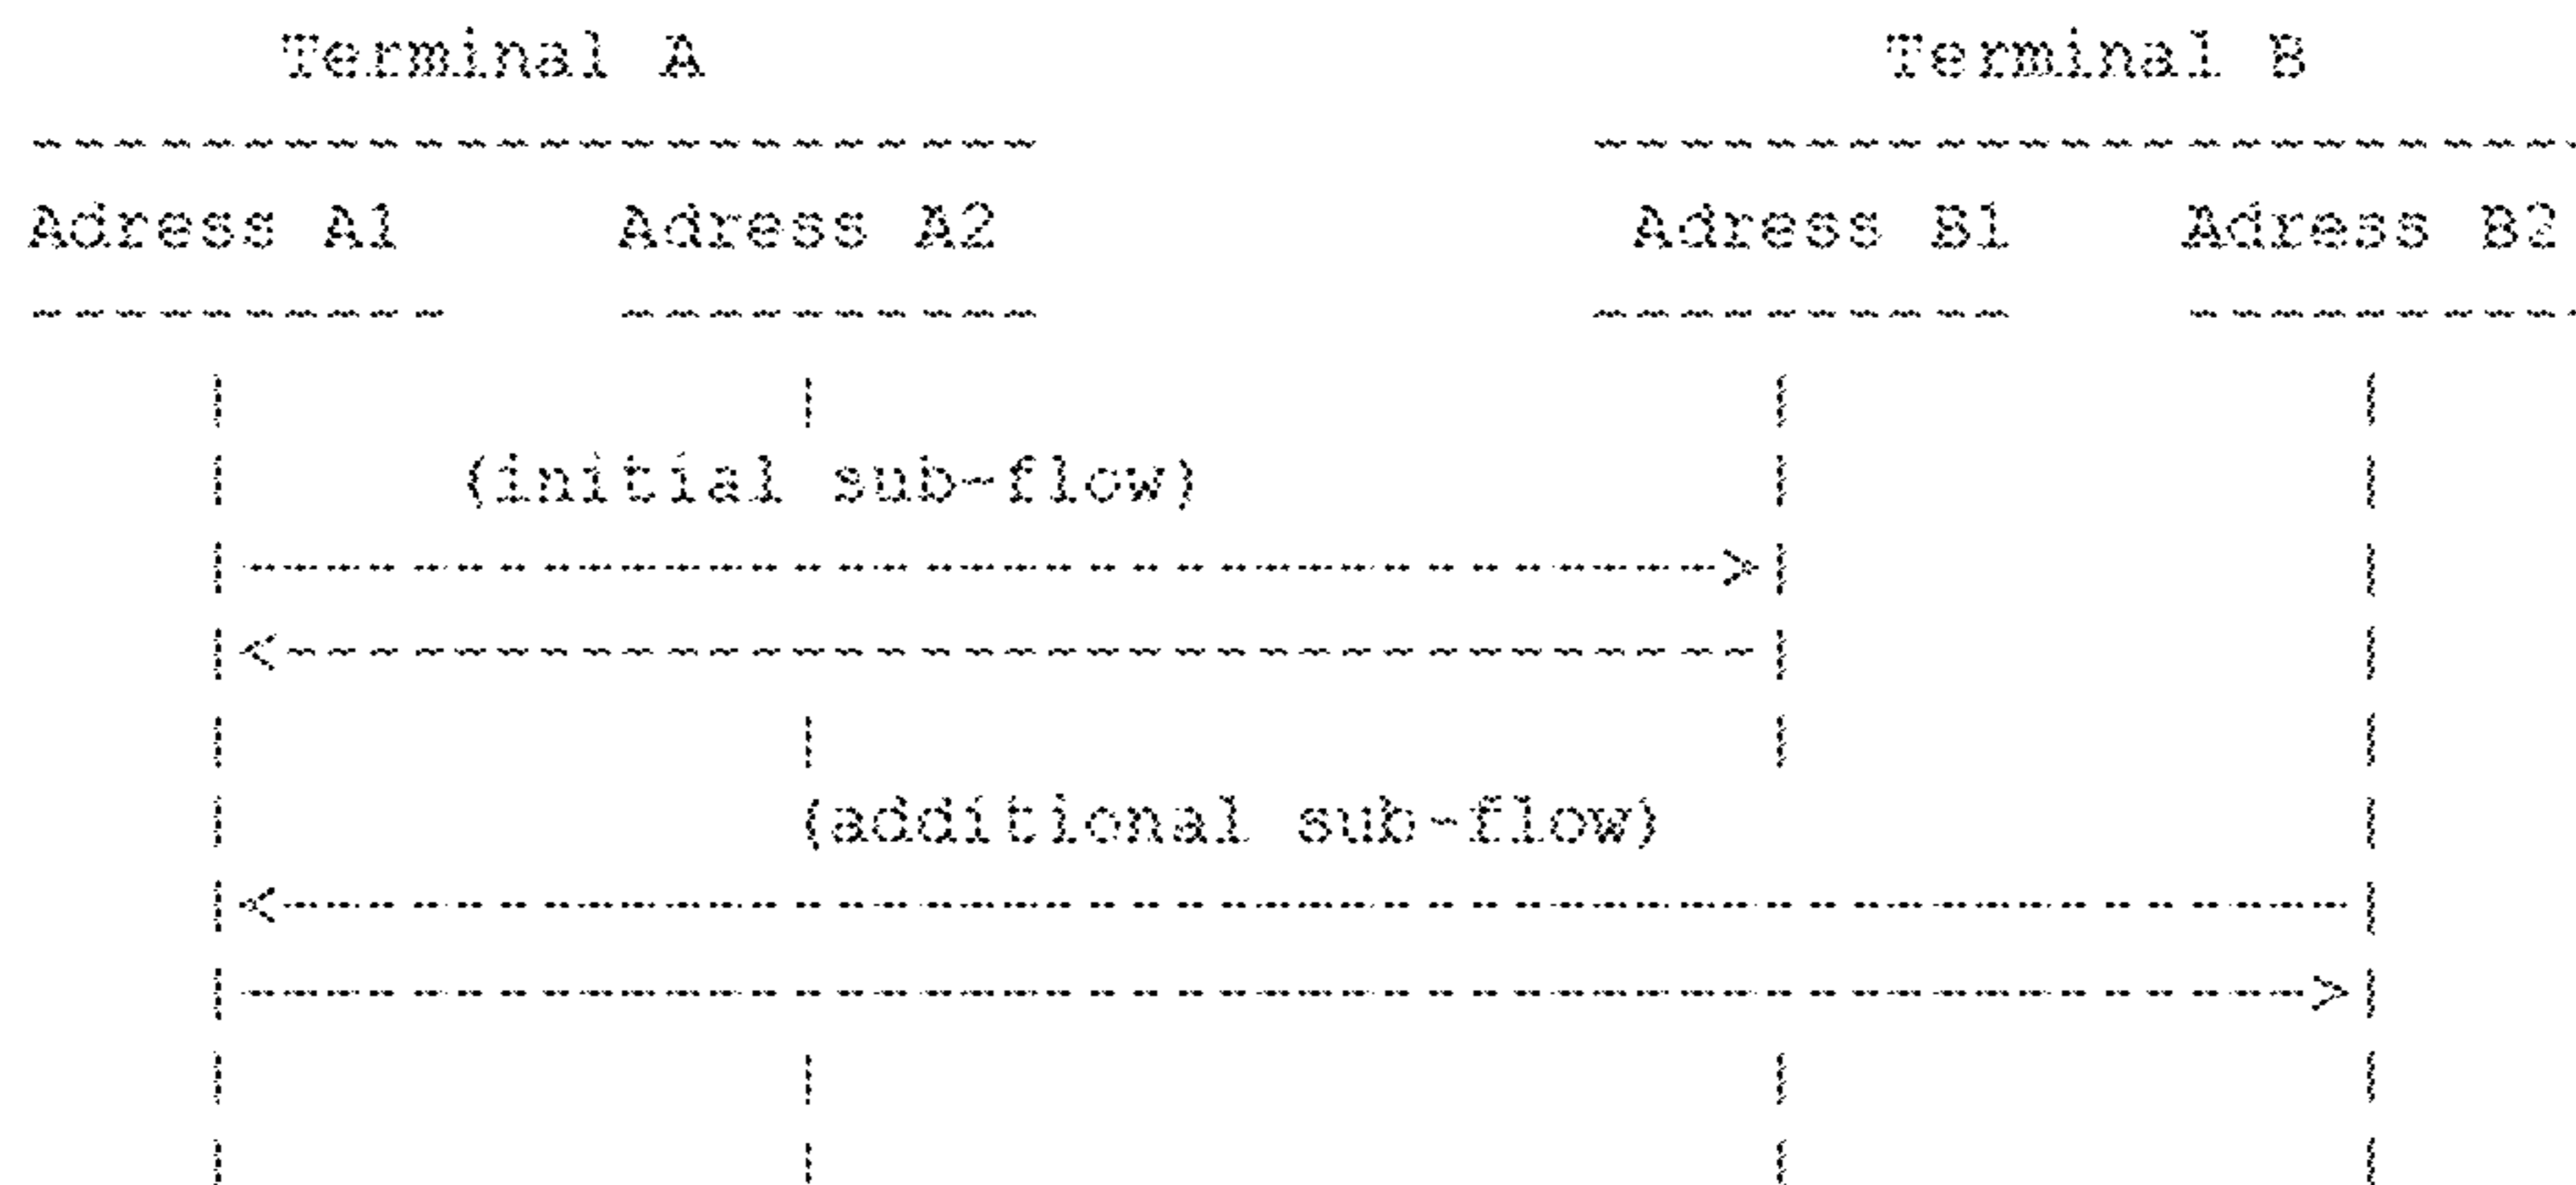 Terminal A Terminal B
Adress A1 Adress A2 Adress B1 Adress B2
(initial sub-flow)
(additional sub-flow)